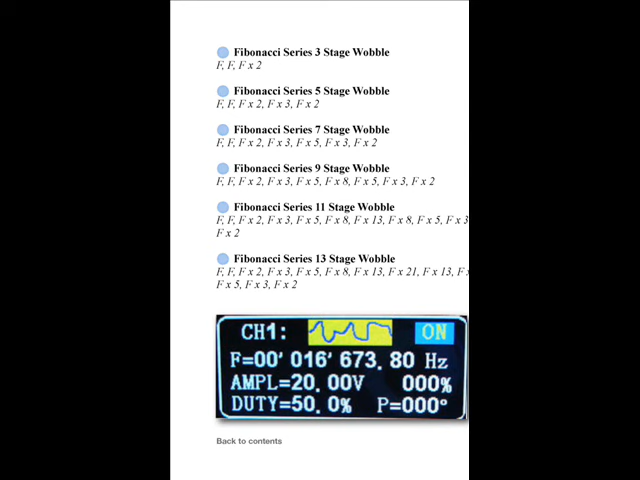 Fibonacci Series 3 Stage Wobble
F, F, F x 2
Fibonacci Series 5 Stage Wobble
F, F, F x 2, F x 3, F x 2
Fibonacci Series 7 Stage Wobble
F, F, F x 2, F x 3, F x 5, F x 3, F x 2
Fibonacci Series 9 Stage Wobble
F, F, F x 2, F x 3, F x 5, F x 8, F x 5, F x 3, F x 2
Fibonacci Series 11 Stage Wobble
F, F, F x 2, F x 3, F x 5, F x 8, F x 13, F x 8, F x 5, F x 3
F x 2
Fibonacci Series 13 Stage Wobble
F, F, F x 2, F x 3, F x 5, F x 8, F x 13, F x 21, F x 13, F x
F x 5, F x 3, F x 2
CH1: ON
F=00' 016' 673. 80 Hz
AMPL=20. 00V 000%
DUTY=50. 0% P=000°
Back to contents